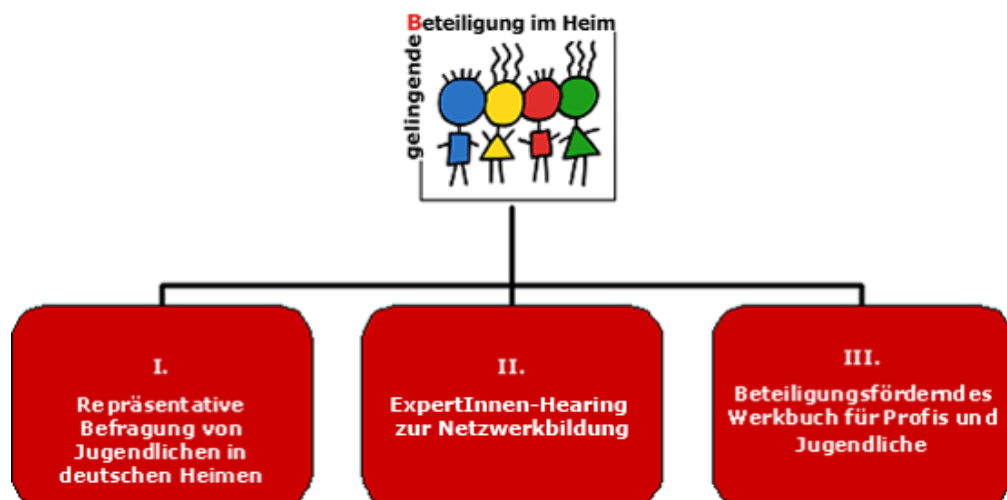 Beteiligung im Heim
gelingende
I.
Repräsentative
Befragung von
Jugendlichen in
deutschen Heimen
II.
ExpertInnen-Hearing
zur Netzwerkbildung
III.
Beteiligungsförderndes
Werkbuch für Profis und
Jugendliche